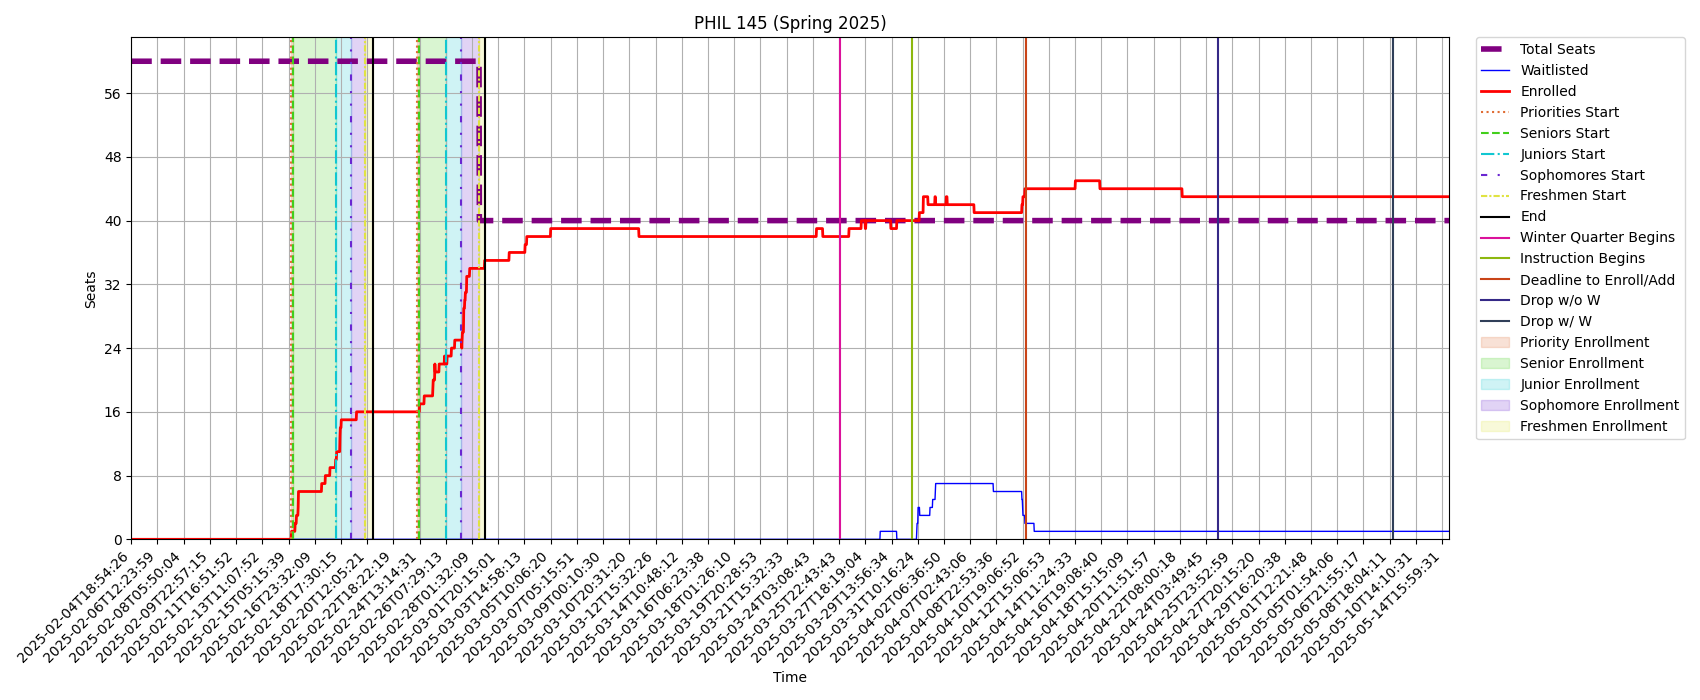 PHIL 145 (Spring 2025)
Seats
56
48
40
32
24
16
8
0
2025-02-04T18:54:26
2025-02-06T12:23:59
2025-02-08T05:50:04
2025-02-09T22:57:15
2025-02-11T16:51:52
2025-02-13T11:07:52
2025-02-15T05:15:39
2025-02-16T23:32:09
2025-02-18T17:30:15
2025-02-20T12:05:21
2025-02-22T18:22:19
2025-02-24T13:14:31
2025-02-26T07:29:13
2025-02-28T01:32:09
2025-03-01T20:15:01
2025-03-03T14:58:13
2025-03-05T10:06:20
2025-03-07T05:15:51
2025-03-09T00:10:30
2025-03-10T20:31:20
2025-03-12T15:32:26
2025-03-14T10:48:12
2025-03-16T06:23:38
2025-03-18T01:26:10
2025-03-19T20:28:53
2025-03-21T15:32:33
2025-03-24T03:08:43
2025-03-25T22:43:43
2025-03-27T18:19:04
2025-03-29T13:56:34
2025-03-31T10:16:24
2025-04-02T06:36:50
2025-04-07T02:43:06
2025-04-08T22:53:36
2025-04-10T19:06:52
2025-04-12T15:06:53
2025-04-14T11:24:33
2025-04-16T19:08:40
2025-04-18T15:15:09
2025-04-20T11:51:57
2025-04-22T08:00:18
2025-04-24T03:49:45
2025-04-25T23:52:59
2025-04-27T20:15:20
2025-04-29T16:20:38
2025-05-01T12:21:48
2025-05-05T01:54:06
2025-05-06T21:55:17
2025-05-08T18:04:11
2025-05-10T14:10:31
2025-05-14T15:59:31
Time
Total Seats
Waitlisted
Enrolled
Priorities Start
Seniors Start
Juniors Start
Sophomores Start
Freshmen Start
End
Winter Quarter Begins
Instruction Begins
Deadline to Enroll/Add
Drop w/o W
Drop w/ W
Priority Enrollment
Senior Enrollment
Junior Enrollment
Sophomore Enrollment
Freshmen Enrollment